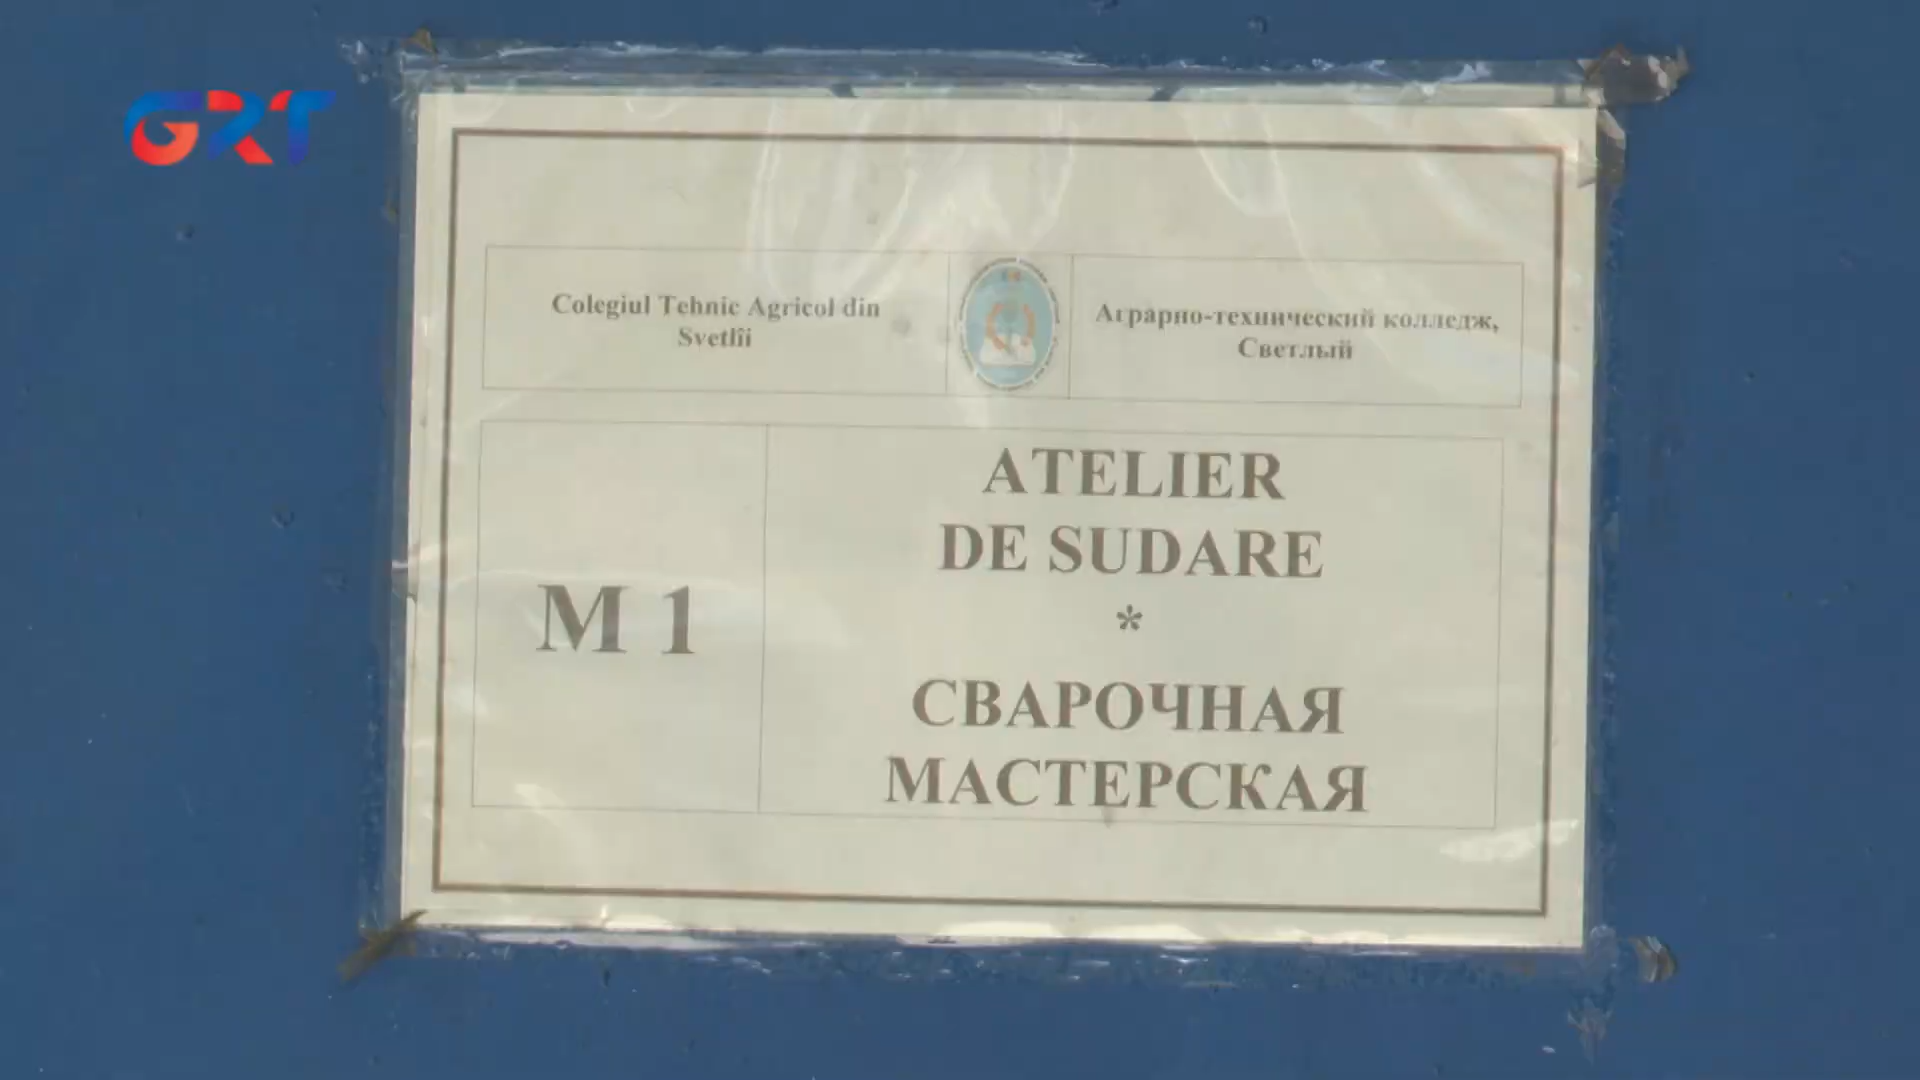 GRT
Colegiul Tehnic Agricol din
Svetlîi
Аграрно-технический колледж,
Светлый
M 1
ATELIER
DE SUDARE
*
СВАРОЧНАЯ
МАСТЕРСКАЯ